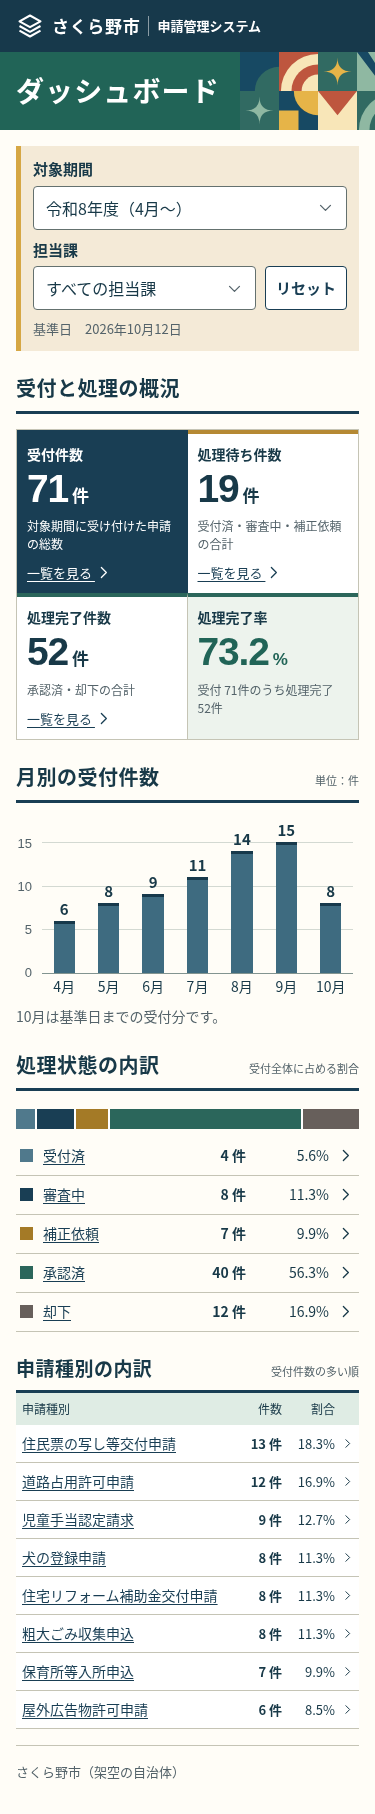 さくら野市 申請管理システム
ダッシュボード
対象期間
令和8年度（4月〜）
担当課
すべての担当課 リセット
基準日 2026年10月12日
受付と処理の概況
受付件数
71件
対象期間に受け付けた申請
の総数
一覧を見る
処理待ち件数
19件
受付済・審査中・補正依頼
の合計
一覧を見る
処理完了件数
52件
承認済・却下の合計
一覧を見る
処理完了率
73.2%
受付 71件のうち処理完了
52件
月別の受付件数 単位：件
15
10
5
0
6 8 9 11 14 15 8
4月 5月 6月 7月 8月 9月 10月
10月は基準日までの受付分です。
処理状態の内訳 受付全体に占める割合
受付済 4 件 5.6%
審査中 8 件 11.3%
補正依頼 7 件 9.9%
承認済 40 件 56.3%
却下 12 件 16.9%
申請種別の内訳 受付件数の多い順
申請種別 件数 割合
住民票の写し等交付申請 13 件 18.3%
道路占用許可申請 12 件 16.9%
児童手当認定請求 9 件 12.7%
犬の登録申請 8 件 11.3%
住宅リフォーム補助金交付申請 8 件 11.3%
粗大ごみ収集申込 8 件 11.3%
保育所等入所申込 7 件 9.9%
屋外広告物許可申請 6 件 8.5%
さくら野市（架空の自治体）